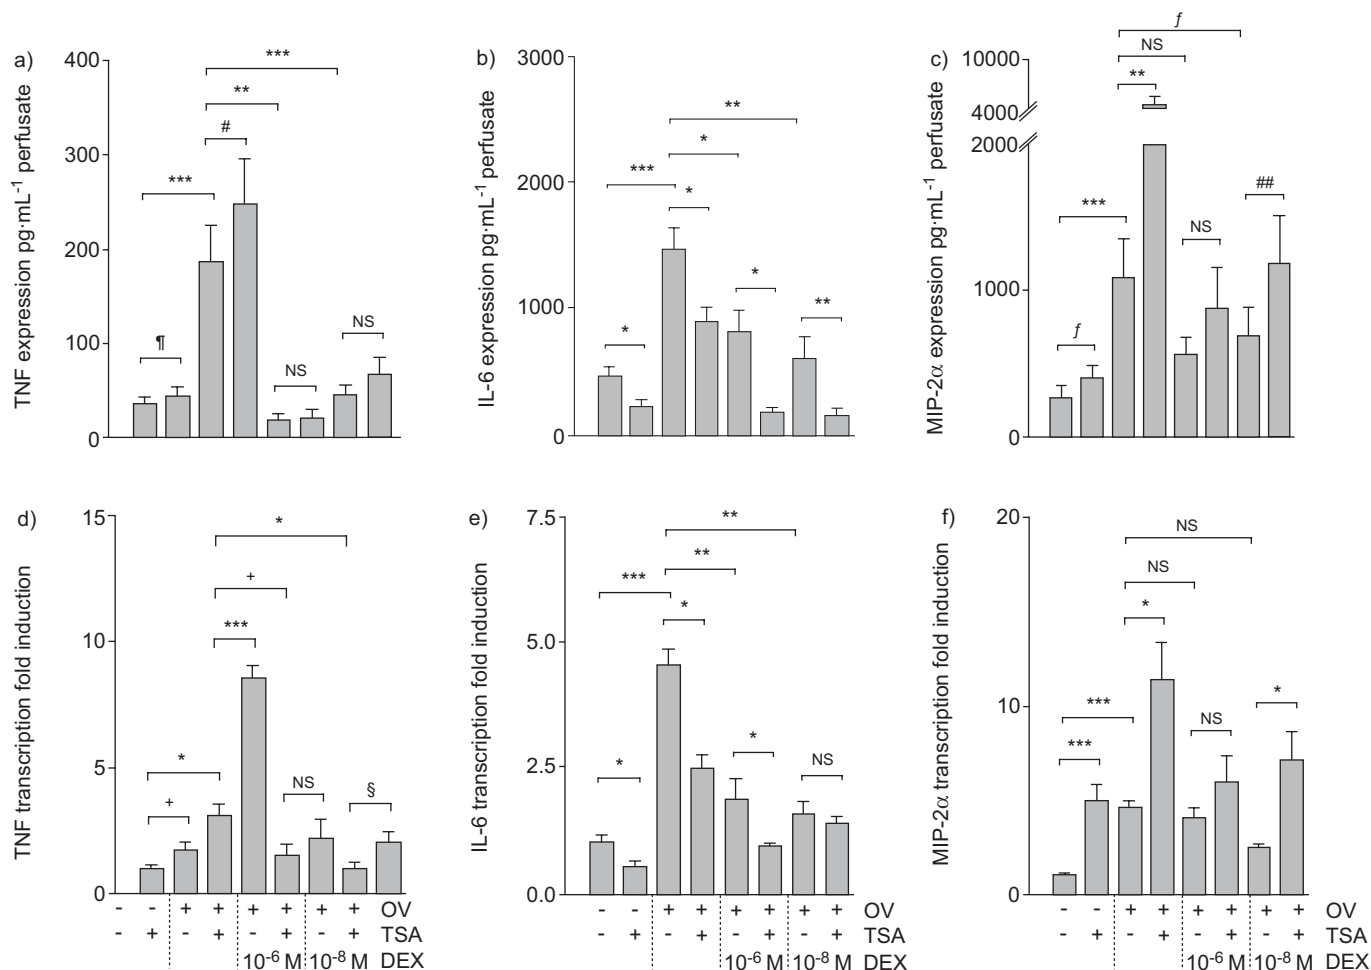 a)
TNF expression pg·mL⁻¹ perfusate
400
300
200
100
0
***
**
#
***
¶
NS
NS
b)
IL-6 expression pg·mL⁻¹ perfusate
3000
2000
1000
0
**
*
***
*
*
*
**
c)
MIP-2α expression pg·mL⁻¹ perfusate
10000
4000
2000
1000
0
ƒ
NS
**
***
##
NS
ƒ
d)
TNF transcription fold induction
15
10
5
0
*
+
***
*
+
NS
§
- - + + + + + + OV
- + - + - + - + TSA
10⁻⁶ M 10⁻⁸ M DEX
e)
IL-6 transcription fold induction
7.5
5.0
2.5
0.0
**
**
***
*
*
*
NS
- - + + + + + + OV
- + - + - + - + TSA
10⁻⁶ M 10⁻⁸ M DEX
f)
MIP-2α transcription fold induction
20
10
0
NS
NS
*
***
***
NS
*
- - + + + + + + OV
- + - + - + - + TSA
10⁻⁶ M 10⁻⁸ M DEX